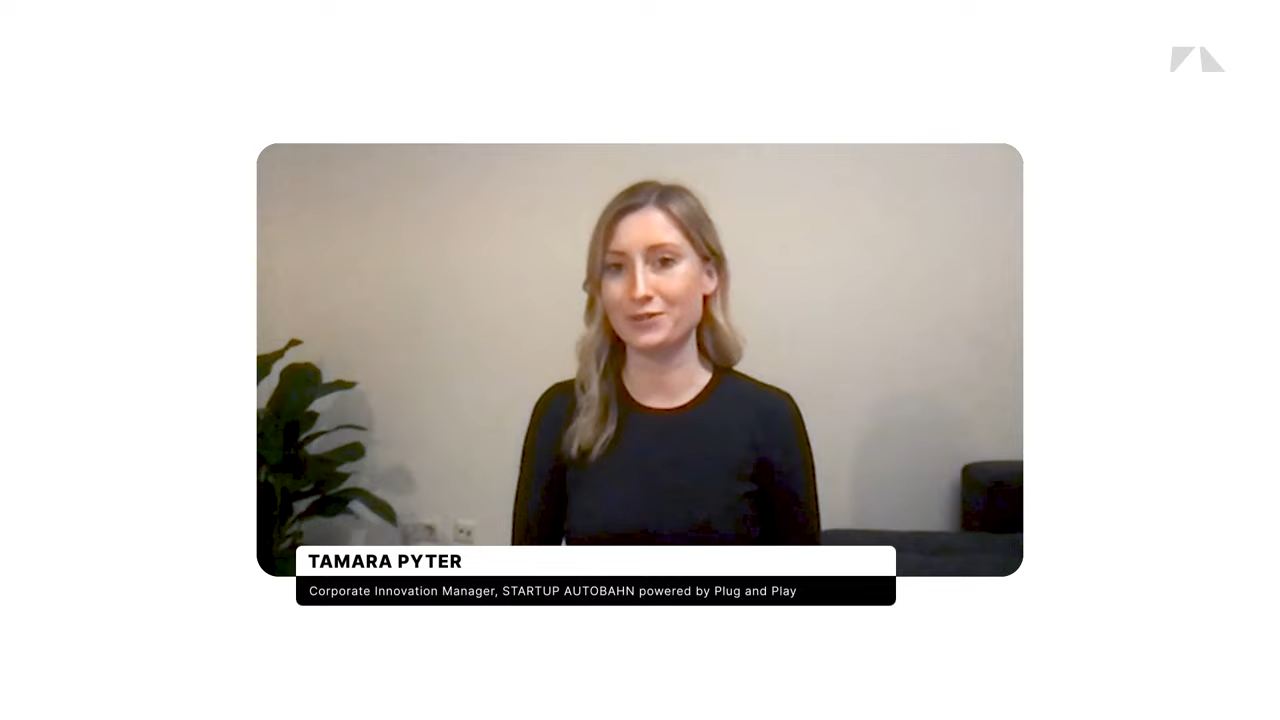 TAMARA PYTER
Corporate Innovation Manager, STARTUP AUTOBAHN powered by Plug and Play